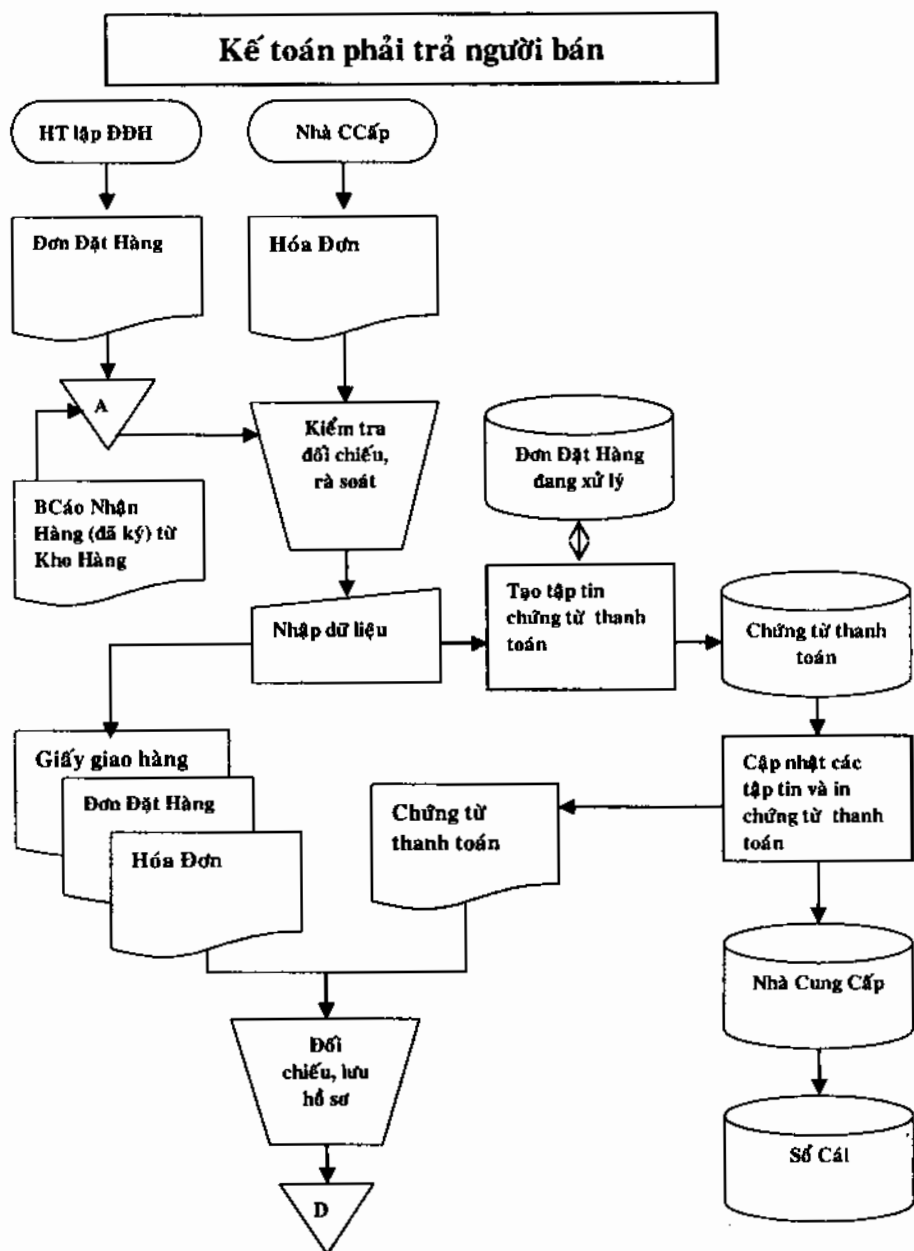 Kế toán phải trả người bán
HT lập ĐĐH
Nhà CCấp
Đơn Đặt Hàng
Hóa Đơn
A
Kiểm tra
đối chiếu,
rà soát
Đơn Đặt Hàng
đang xử lý
BCáo Nhận
Hàng (đã ký) từ
Kho Hàng
Nhập dữ liệu
Tạo tập tin
chứng từ thanh
toán
Chứng từ thanh
toán
Giấy giao hàng
Đơn Đặt Hàng
Hóa Đơn
Chứng từ
thanh toán
Cập nhật các
tập tin và in
chứng từ thanh
toán
Nhà Cung Cấp
Đối
chiếu, lưu
hồ sơ
Sổ Cái
D